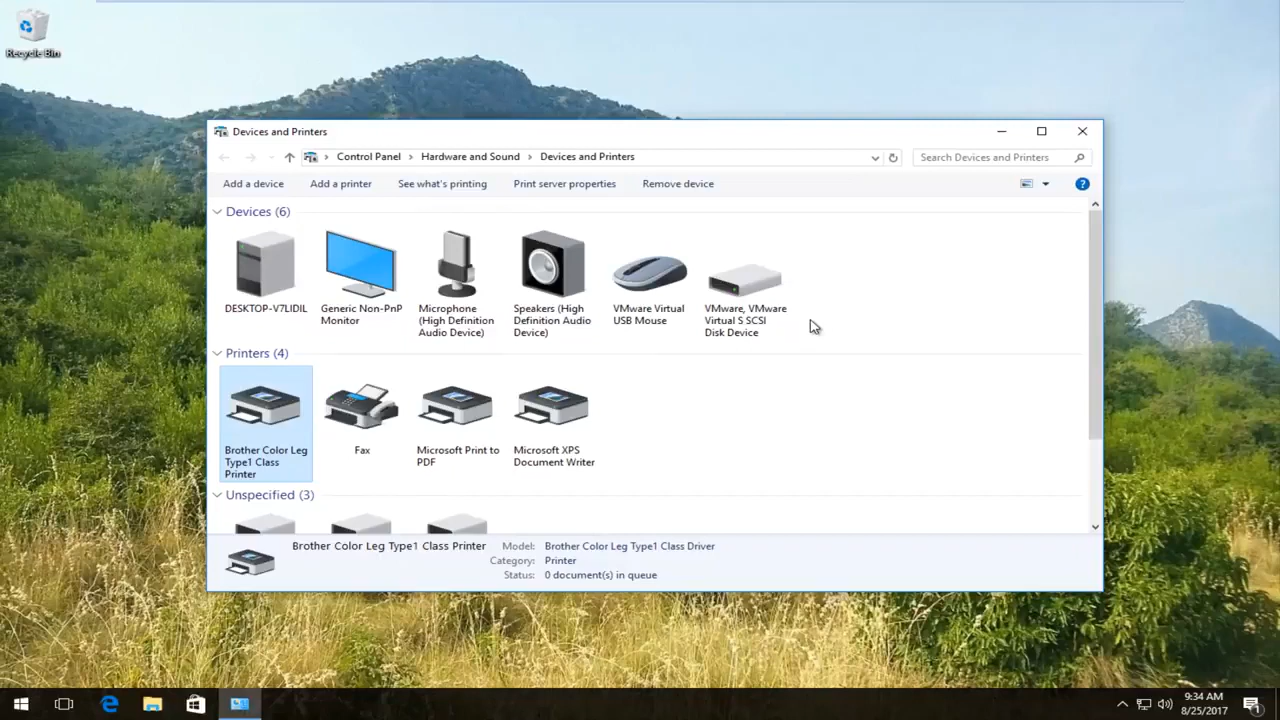 Recycle Bin
Devices and Printers
Control Panel
Hardware and Sound
Devices and Printers
Search Devices and Printers
Add a device
Add a printer
See what's printing
Print server properties
Remove device
Devices (6)
DESKTOP-V7LIDIL
Generic Non-PnP
Monitor
Microphone
(High Definition
Audio Device)
Speakers (High
Definition Audio
Device)
VMware Virtual
USB Mouse
VMware, VMware
Virtual S SCSI
Disk Device
Printers (4)
Brother Color Leg
Type1 Class
Printer
Fax
Microsoft Print to
PDF
Microsoft XPS
Document Writer
Unspecified (3)
Brother Color Leg Type1 Class Printer
Model: Brother Color Leg Type1 Class Driver
Category: Printer
Status: 0 document(s) in queue
9:34 AM
8/25/2017
1